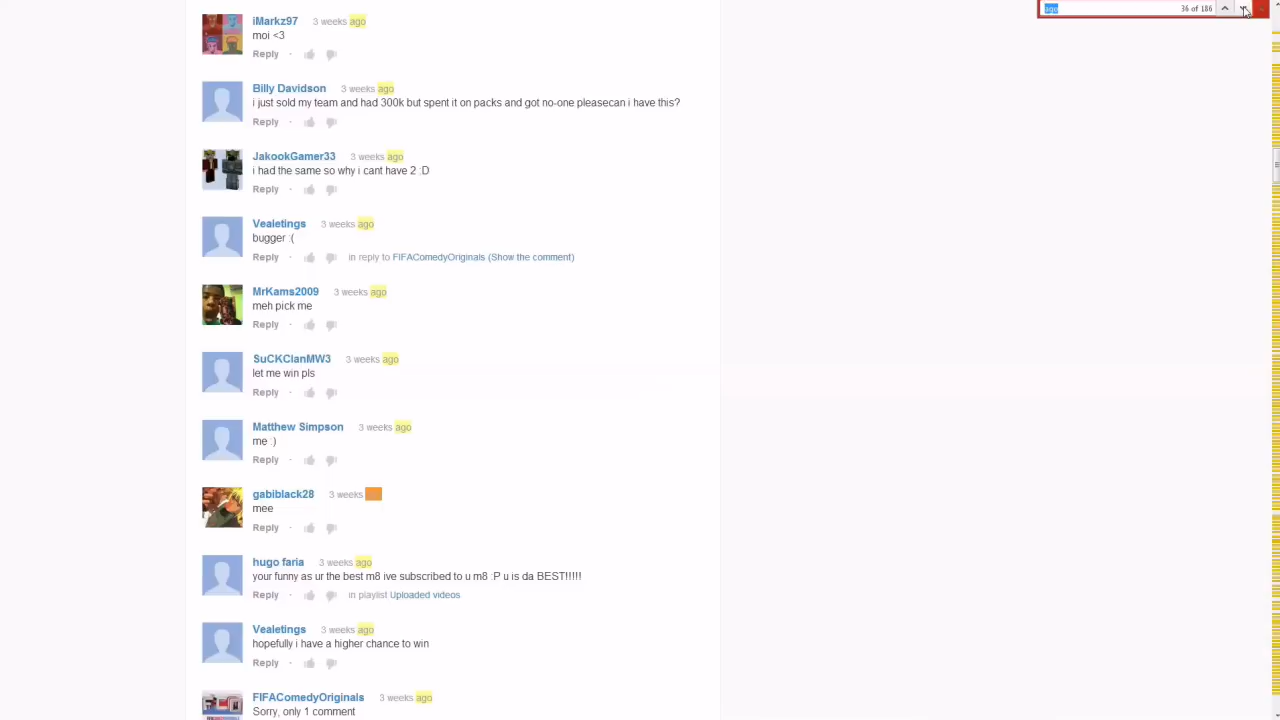 ago 36 of 186
iMarkz97 3 weeks ago
moi <3
Reply ·
Billy Davidson 3 weeks ago
i just sold my team and had 300k but spent it on packs and got no-one pleasecan i have this?
Reply ·
JakookGamer33 3 weeks ago
i had the same so why i cant have 2 :D
Reply ·
Vealetings 3 weeks ago
bugger :(
Reply · in reply to FIFAComedyOriginals (Show the comment)
MrKams2009 3 weeks ago
meh pick me
Reply ·
SuCKClanMW3 3 weeks ago
let me win pls
Reply ·
Matthew Simpson 3 weeks ago
me :)
Reply ·
gabiblack28 3 weeks
mee
Reply ·
hugo faria 3 weeks ago
your funny as ur the best m8 ive subscribed to u m8 :P u is da BEST!!!!!
Reply · in playlist Uploaded videos
Vealetings 3 weeks ago
hopefully i have a higher chance to win
Reply ·
FIFAComedyOriginals 3 weeks ago
Sorry, only 1 comment